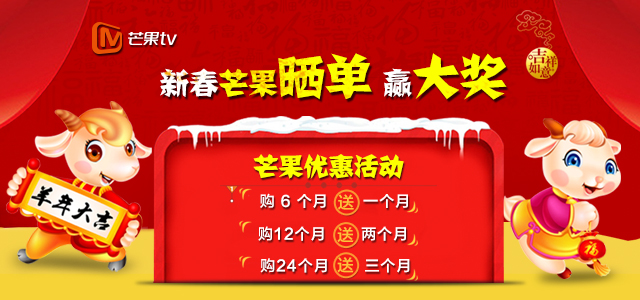 芒果tv
新春芒果晒单 赢大奖
吉祥
如意
芒果优惠活动
购 6 个月 送 一个月
购12个月 送 两个月
购24个月 送 三个月
羊年大吉
福